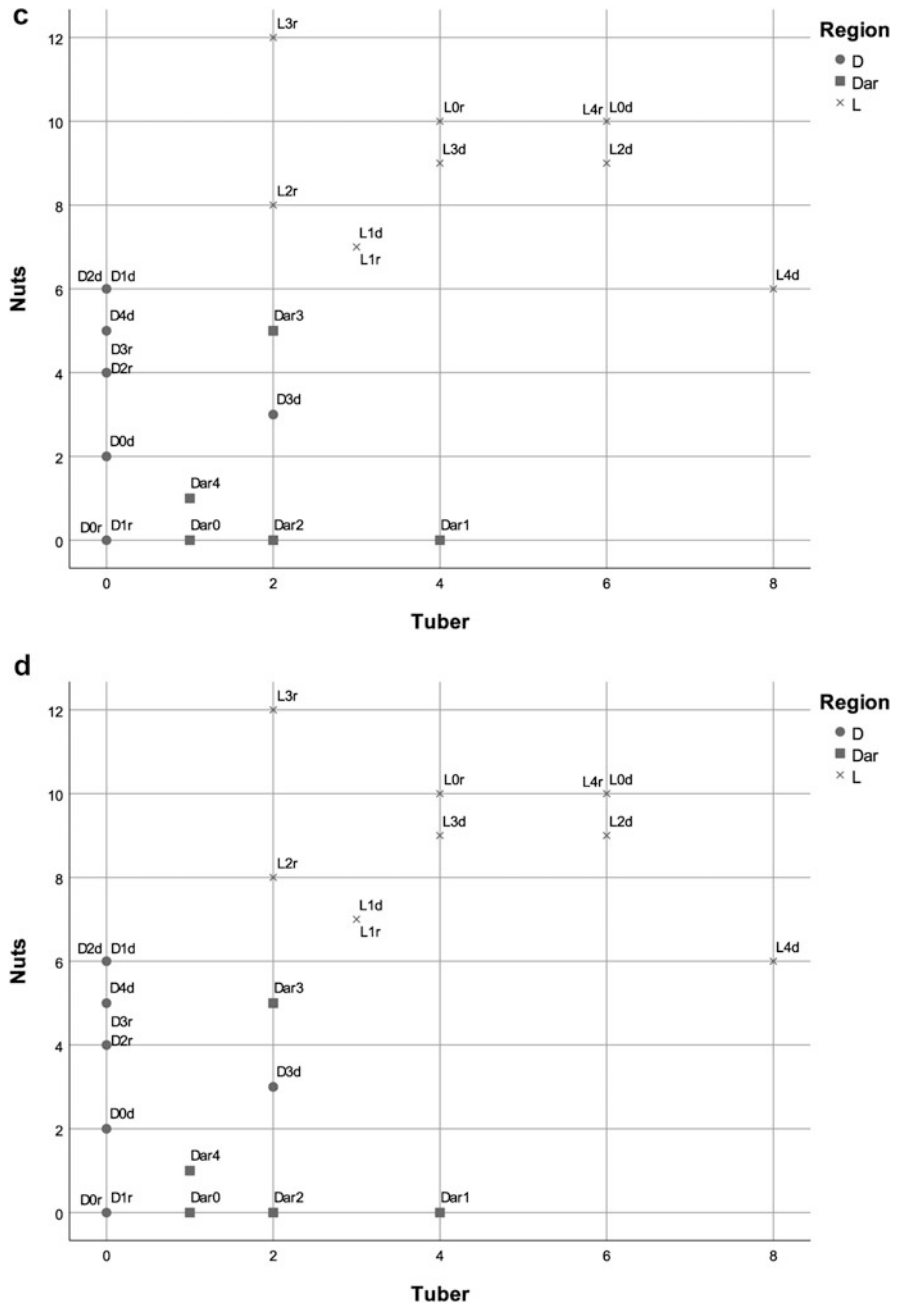 c
L3r
Region
D
Dar
L
12
L0r
L4r L0d
10
L3d
L2d
L2r
8
L1d
L1r
D2d D1d
L4d
6
D4d
Dar3
D3r
D2r
4
D3d
D0d
2
Dar4
D0r D1r Dar0 Dar2 Dar1
0
Nuts
0 2 4 6 8
Tuber
d
L3r
Region
D
Dar
L
12
L0r
L4r L0d
10
L3d
L2d
L2r
8
L1d
L1r
D2d D1d
L4d
6
D4d
Dar3
D3r
D2r
4
D3d
D0d
2
Dar4
D0r D1r Dar0 Dar2 Dar1
0
Nuts
0 2 4 6 8
Tuber